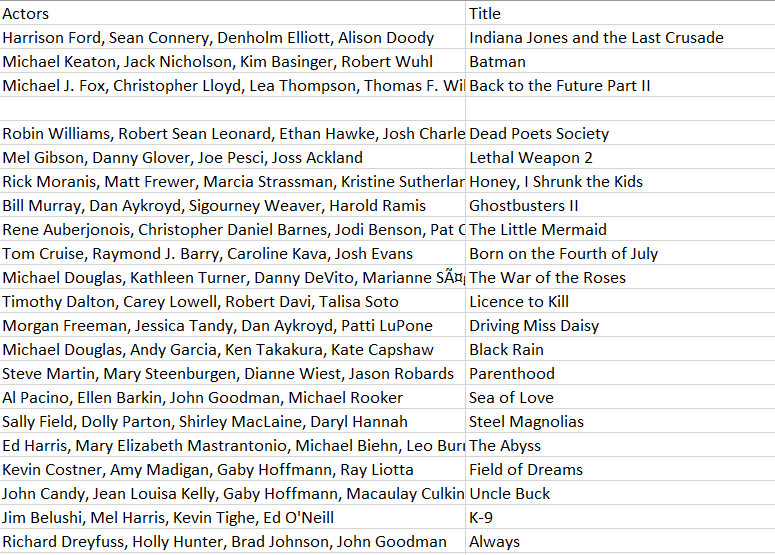 Actors Title
Harrison Ford, Sean Connery, Denholm Elliott, Alison Doody Indiana Jones and the Last Crusade
Michael Keaton, Jack Nicholson, Kim Basinger, Robert Wuhl Batman
Michael J. Fox, Christopher Lloyd, Lea Thompson, Thomas F. Wil Back to the Future Part II
Robin Williams, Robert Sean Leonard, Ethan Hawke, Josh Charle Dead Poets Society
Mel Gibson, Danny Glover, Joe Pesci, Joss Ackland Lethal Weapon 2
Rick Moranis, Matt Frewer, Marcia Strassman, Kristine Sutherlan Honey, I Shrunk the Kids
Bill Murray, Dan Aykroyd, Sigourney Weaver, Harold Ramis Ghostbusters II
Rene Auberjonois, Christopher Daniel Barnes, Jodi Benson, Pat C The Little Mermaid
Tom Cruise, Raymond J. Barry, Caroline Kava, Josh Evans Born on the Fourth of July
Michael Douglas, Kathleen Turner, Danny DeVito, Marianne SÃ¤g The War of the Roses
Timothy Dalton, Carey Lowell, Robert Davi, Talisa Soto Licence to Kill
Morgan Freeman, Jessica Tandy, Dan Aykroyd, Patti LuPone Driving Miss Daisy
Michael Douglas, Andy Garcia, Ken Takakura, Kate Capshaw Black Rain
Steve Martin, Mary Steenburgen, Dianne Wiest, Jason Robards Parenthood
Al Pacino, Ellen Barkin, John Goodman, Michael Rooker Sea of Love
Sally Field, Dolly Parton, Shirley MacLaine, Daryl Hannah Steel Magnolias
Ed Harris, Mary Elizabeth Mastrantonio, Michael Biehn, Leo Burr The Abyss
Kevin Costner, Amy Madigan, Gaby Hoffmann, Ray Liotta Field of Dreams
John Candy, Jean Louisa Kelly, Gaby Hoffmann, Macaulay Culkin Uncle Buck
Jim Belushi, Mel Harris, Kevin Tighe, Ed O'Neill K-9
Richard Dreyfuss, Holly Hunter, Brad Johnson, John Goodman Always